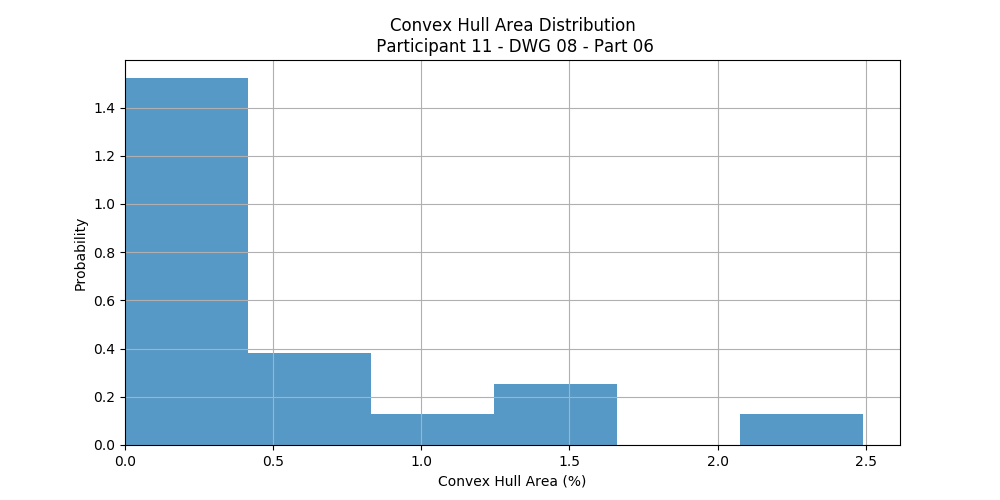 Convex Hull Area Distribution
Participant 11 - DWG 08 - Part 06
1.4
1.2
1.0
0.8
0.6
0.4
0.2
0.0
Probability
0.0 0.5 1.0 1.5 2.0 2.5
Convex Hull Area (%)